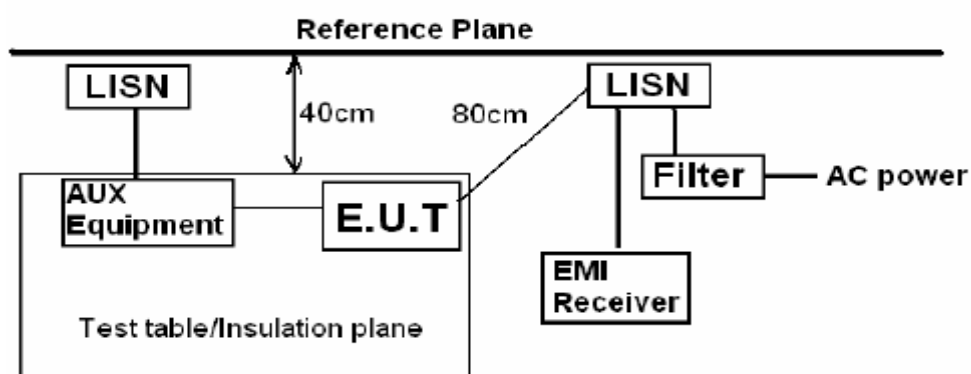 Reference Plane
LISN
40cm
80cm
LISN
Filter
AC power
AUX
Equipment
E.U.T
EMI
Receiver
Test table/Insulation plane